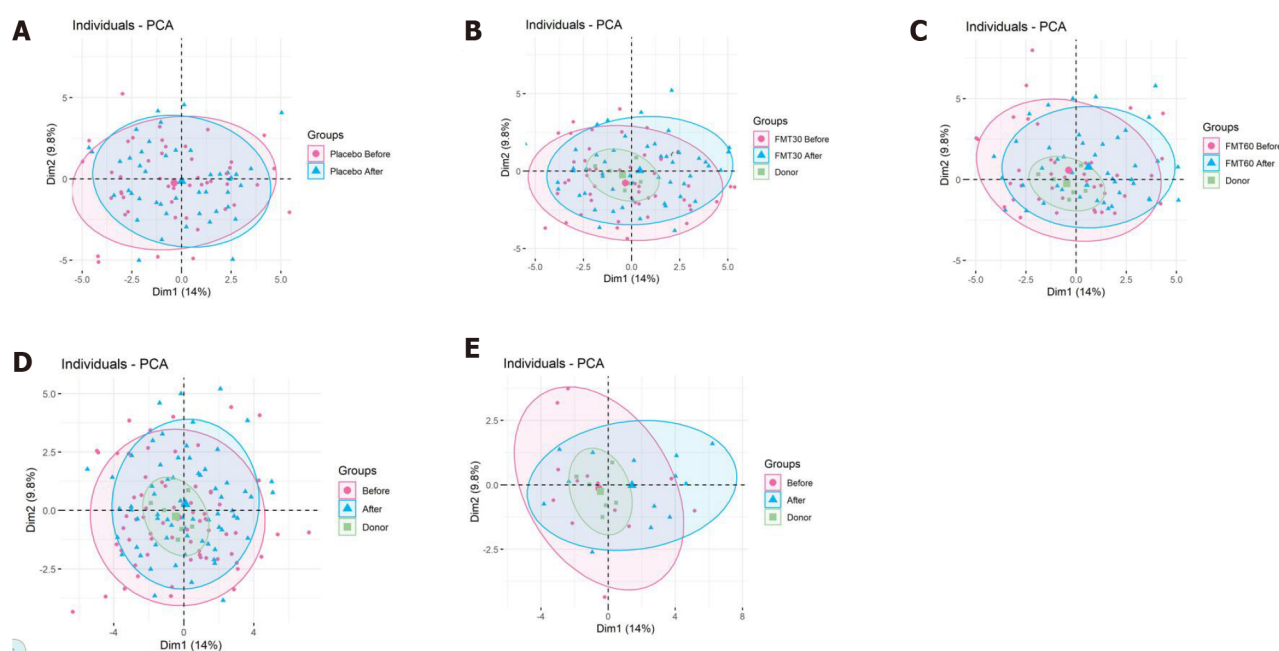 A
Individuals - PCA
Dim2 (9.8%)
5
0
-5
-5.0
-2.5
0.0
2.5
5.0
Dim1 (14%)
Groups
Placebo Before
Placebo After
B
Individuals - PCA
Dim2 (9.8%)
5
0
-5
-5.0
-2.5
0.0
2.5
5.0
Dim1 (14%)
Groups
FMT30 Before
FMT30 After
Donor
C
Individuals - PCA
Dim2 (9.8%)
5
0
-5
-5.0
-2.5
0.0
2.5
5.0
Dim1 (14%)
Groups
FMT60 Before
FMT60 After
Donor
D
Individuals - PCA
Dim2 (9.8%)
5.0
2.5
0.0
-2.5
-4
0
4
Dim1 (14%)
Groups
Before
After
Donor
E
Individuals - PCA
Dim2 (9.8%)
2.5
0.0
-2.5
-4
0
4
8
Dim1 (14%)
Groups
Before
After
Donor